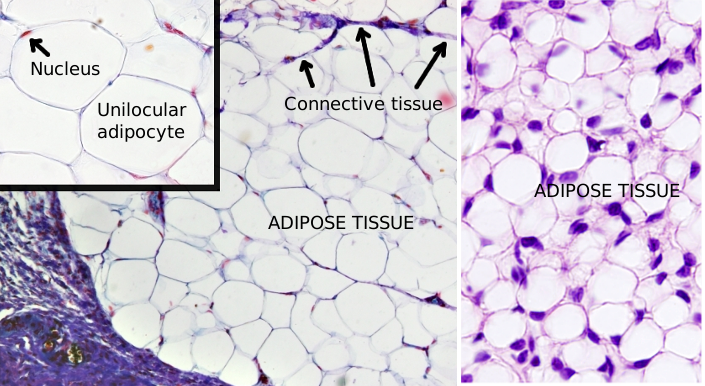 Nucleus
Unilocular
adipocyte
Connective tissue
ADIPOSE TISSUE
ADIPOSE TISSUE